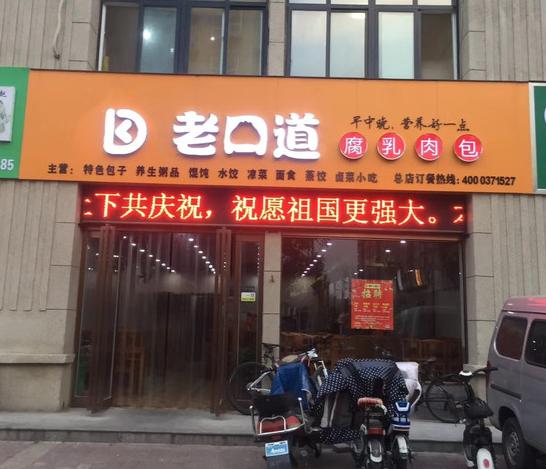 老口道
早中晚，营养好一点
腐乳肉包
主营： 特色包子 养生粥品 馄饨 水饺 凉菜 面食 蒸饺 卤菜小吃 总店订餐热线：400 0371527
上下共庆祝，祝愿祖国更强大。
招聘
85